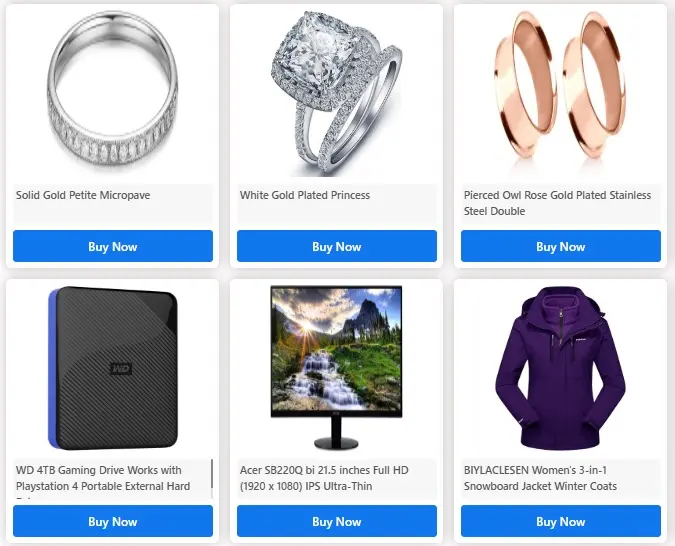 Solid Gold Petite Micropave
Buy Now
White Gold Plated Princess
Buy Now
Pierced Owl Rose Gold Plated Stainless
Steel Double
Buy Now
WD
WD 4TB Gaming Drive Works with
Playstation 4 Portable External Hard
Buy Now
Acer SB220Q bi 21.5 inches Full HD
(1920 x 1080) IPS Ultra-Thin
Buy Now
BIYLACLESEN Women's 3-in-1
Snowboard Jacket Winter Coats
Buy Now